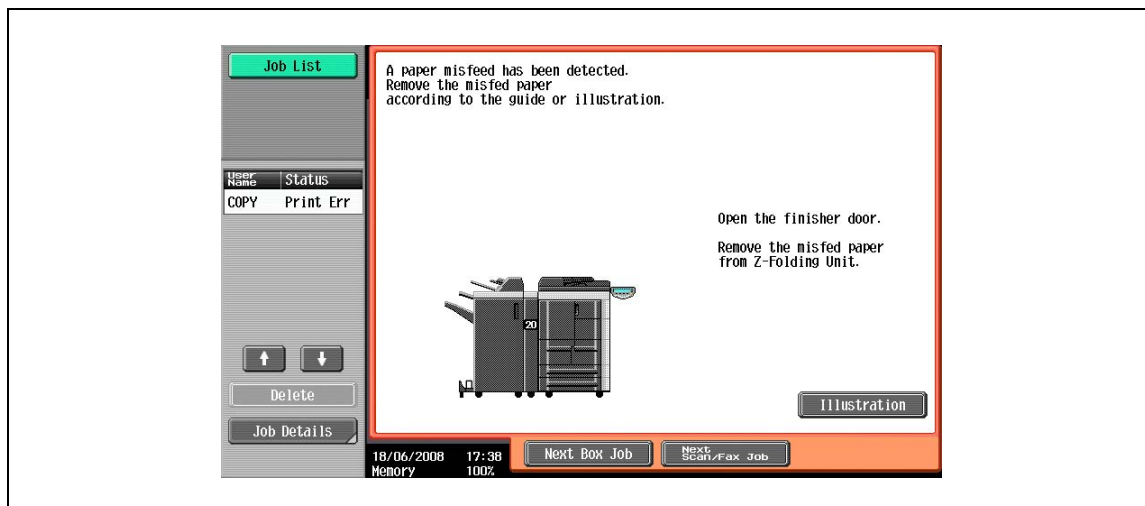 Job List
A paper misfeed has been detected.
Remove the misfed paper
according to the guide or illustration.
User Name Status
COPY Print Err
Open the finisher door.
Remove the misfed paper
from Z-Folding Unit.
20
Delete
Illustration
Job Details
18/06/2008 17:38
Memory 100%
Next Box Job
Next Scan/Fax Job